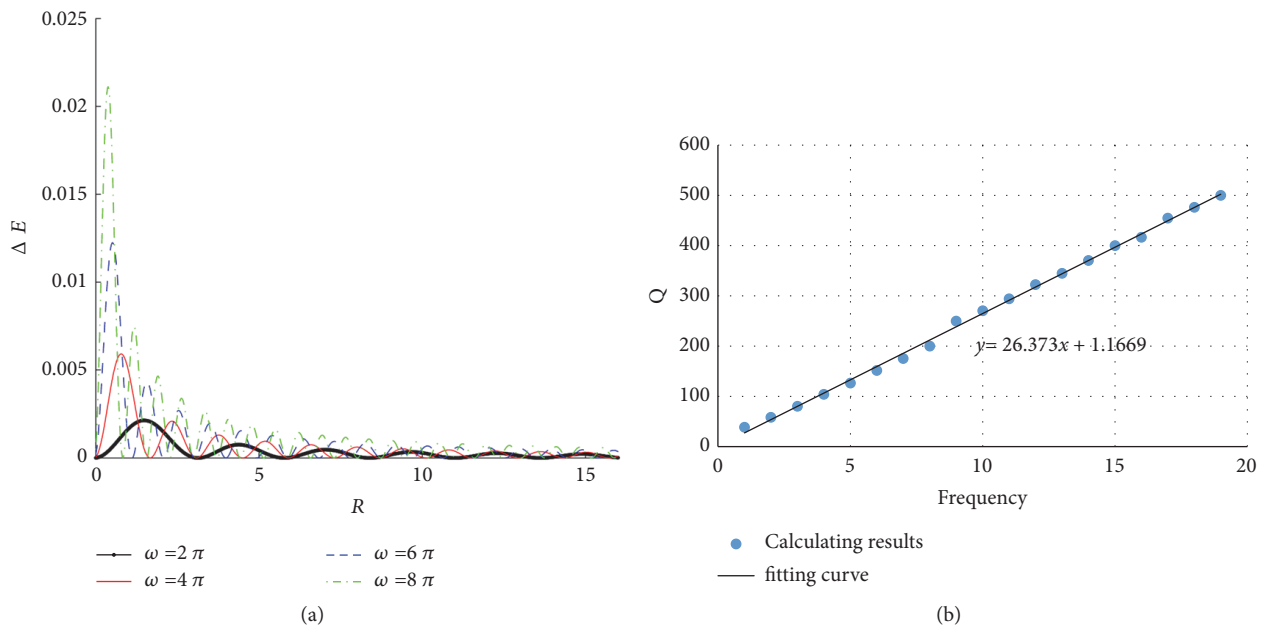 0.025
0.02
0.015
0.01
0.005
0
Δ E
0 5 10 15
R
ω =2 π
ω =4 π
ω =6 π
ω =8 π
(a)
600
500
400
300
200
100
0
Q
y= 26.373x + 1.1669
0 5 10 15 20
Frequency
Calculating results
fitting curve
(b)